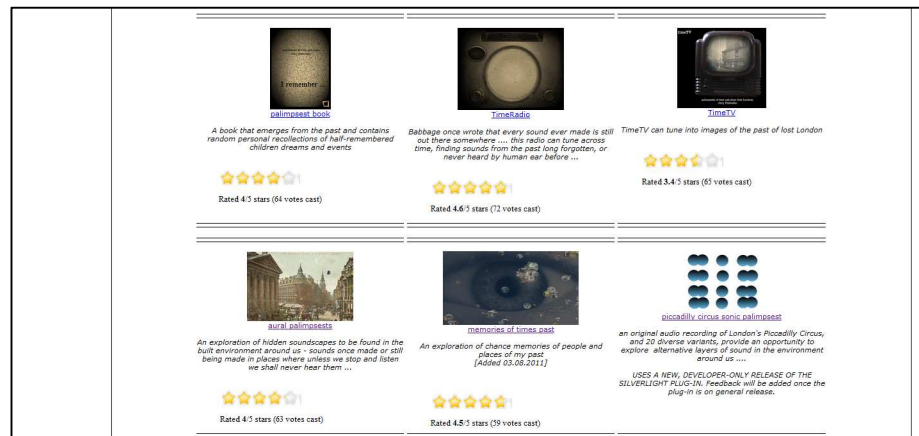 I remember ...
palimpsest book
A book that emerges from the past and contains
random personal recollections of half-remembered
children dreams and events
Rated 4/5 stars (64 votes cast)
TimeRadio
Babbage once wrote that every sound ever made is still
out there somewhere .... this radio can tune across
time, finding sounds from the past long forgotten, or
never heard by human ear before ...
Rated 4.6/5 stars (72 votes cast)
timeTV
TimeTV
TimeTV can tune into images of the past of lost London
Rated 3.4/5 stars (65 votes cast)
aural palimpsests
An exploration of hidden soundscapes to be found in the
built environment around us - sounds once made or still
being made in places where unless we stop and listen
we shall never hear them ...
Rated 4/5 stars (63 votes cast)
memories of times past
An exploration of chance memories of people and
places of my past
[Added 03.08.2011]
Rated 4.5/5 stars (59 votes cast)
piccadilly circus sonic palimpsest
an original audio recording of London's Piccadilly Circus,
and 20 diverse variants, provide an opportunity to
explore alternative layers of sound in the environment
around us ....
USES A NEW, DEVELOPER-ONLY RELEASE OF THE
SILVERLIGHT PLUG-IN. Feedback will be added once the
plug-in is on general release.